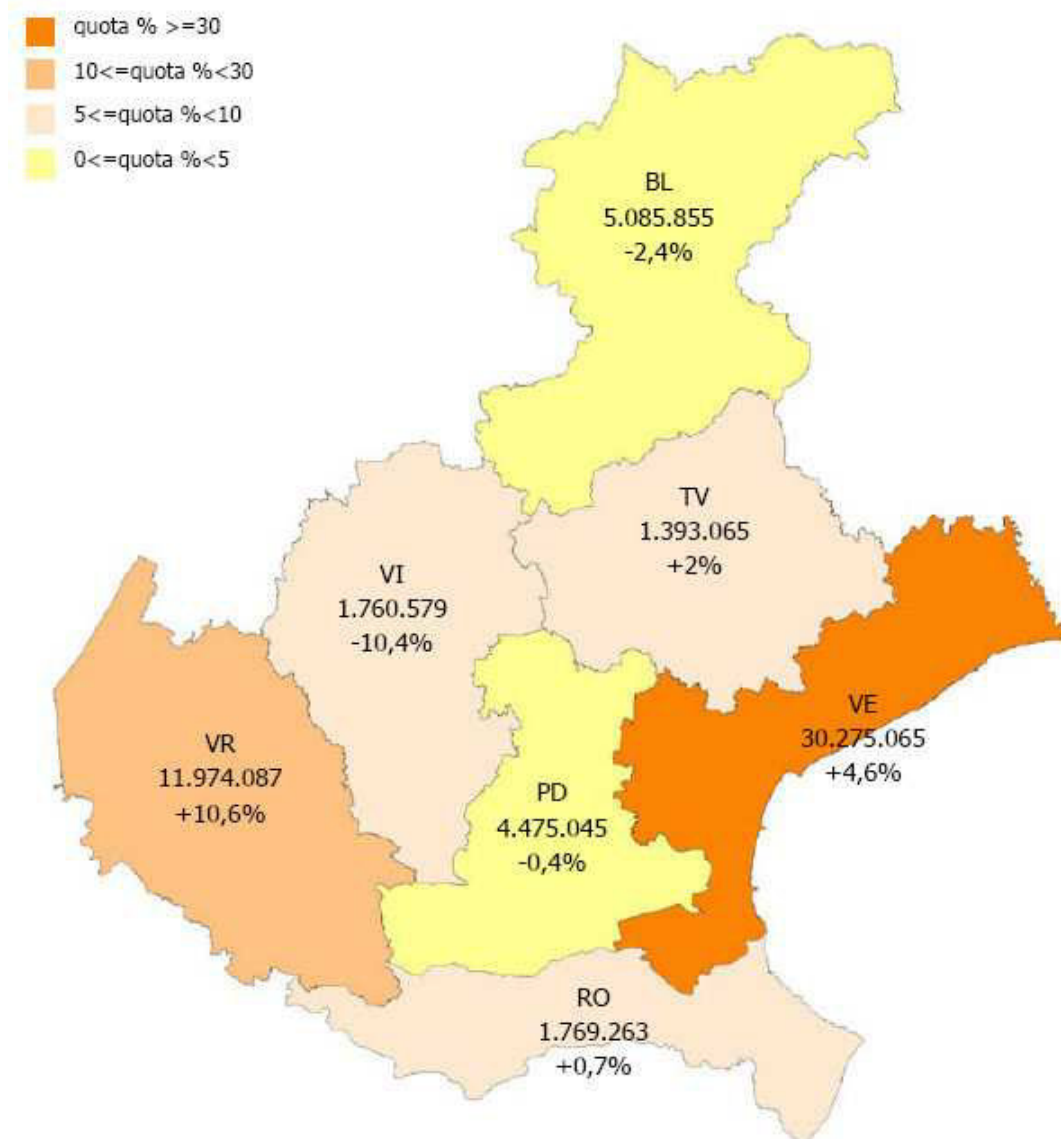 quota % >=30
10<=quota %<30
5<=quota %<10
0<=quota %<5
BL
5.085.855
-2,4%
TV
1.393.065
+2%
VI
1.760.579
-10,4%
VE
30.275.065
+4,6%
VR
11.974.087
+10,6%
PD
4.475.045
-0,4%
RO
1.769.263
+0,7%